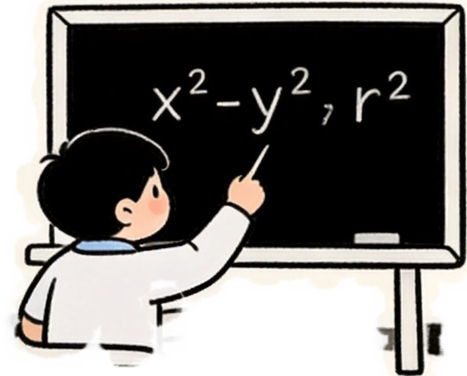 x² - y², r²